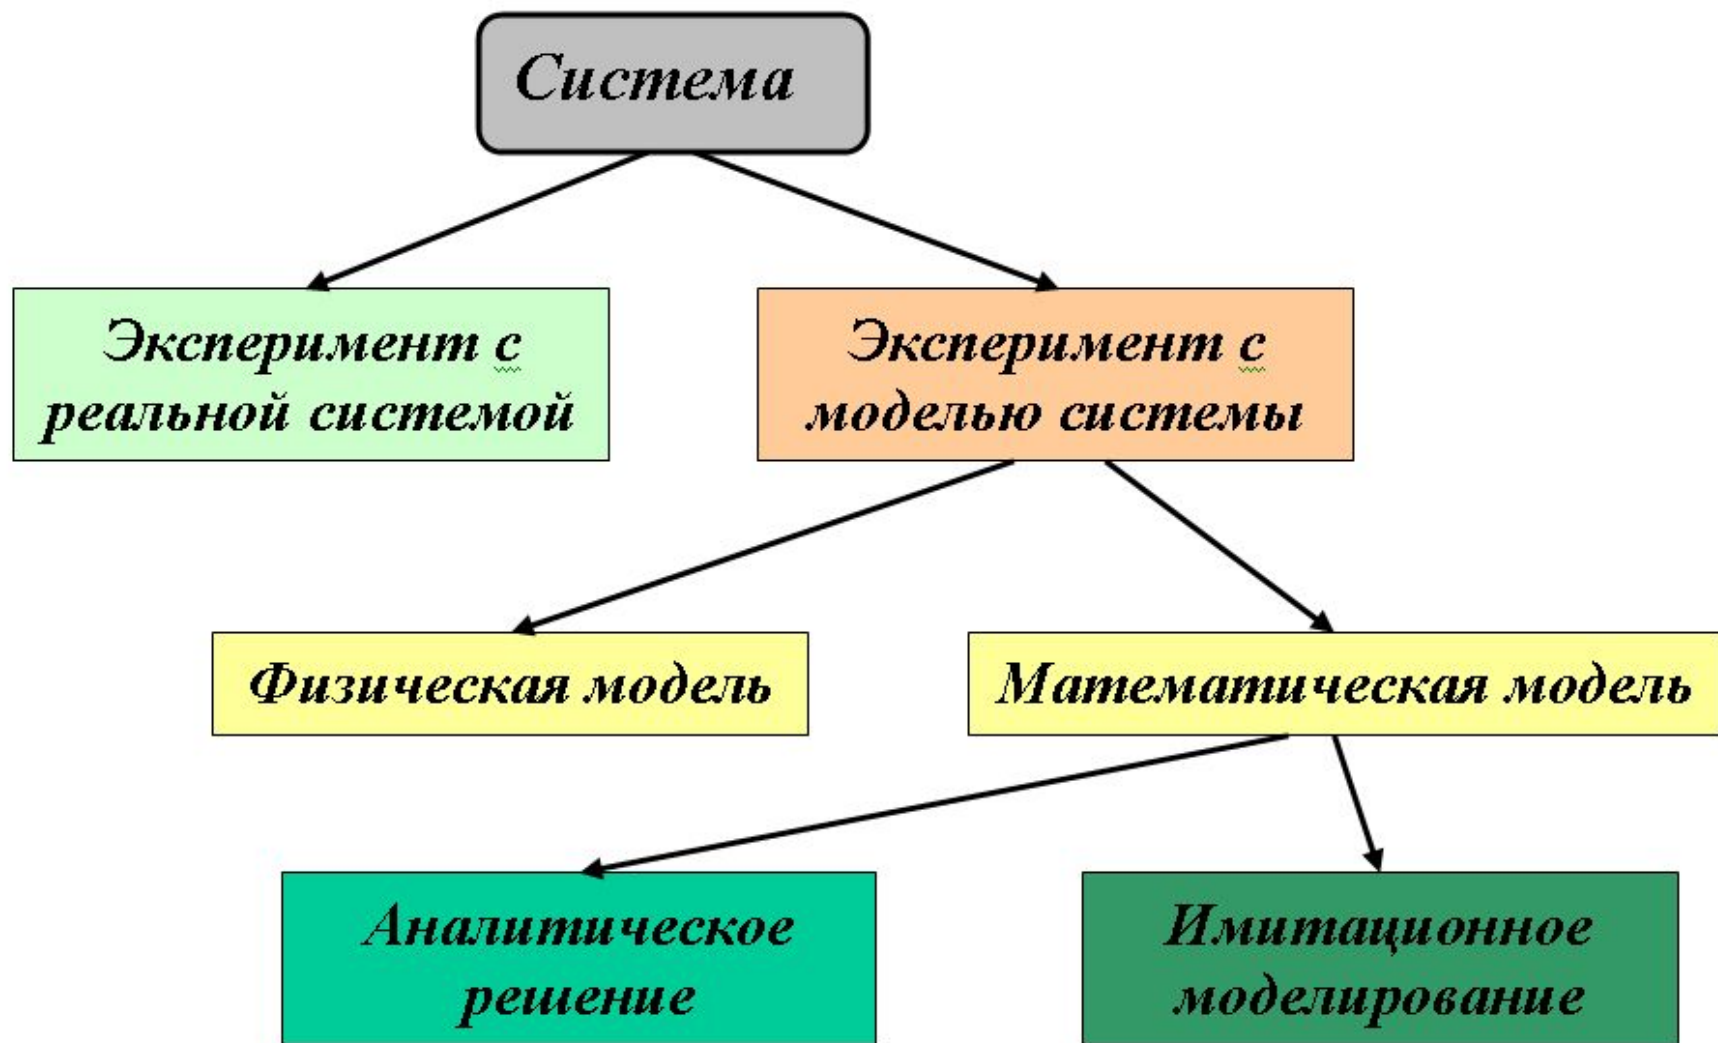 Система
Эксперимент с
реальной системой
Эксперимент с
моделью системы
Физическая модель
Математическая модель
Аналитическое
решение
Имитационное
моделирование